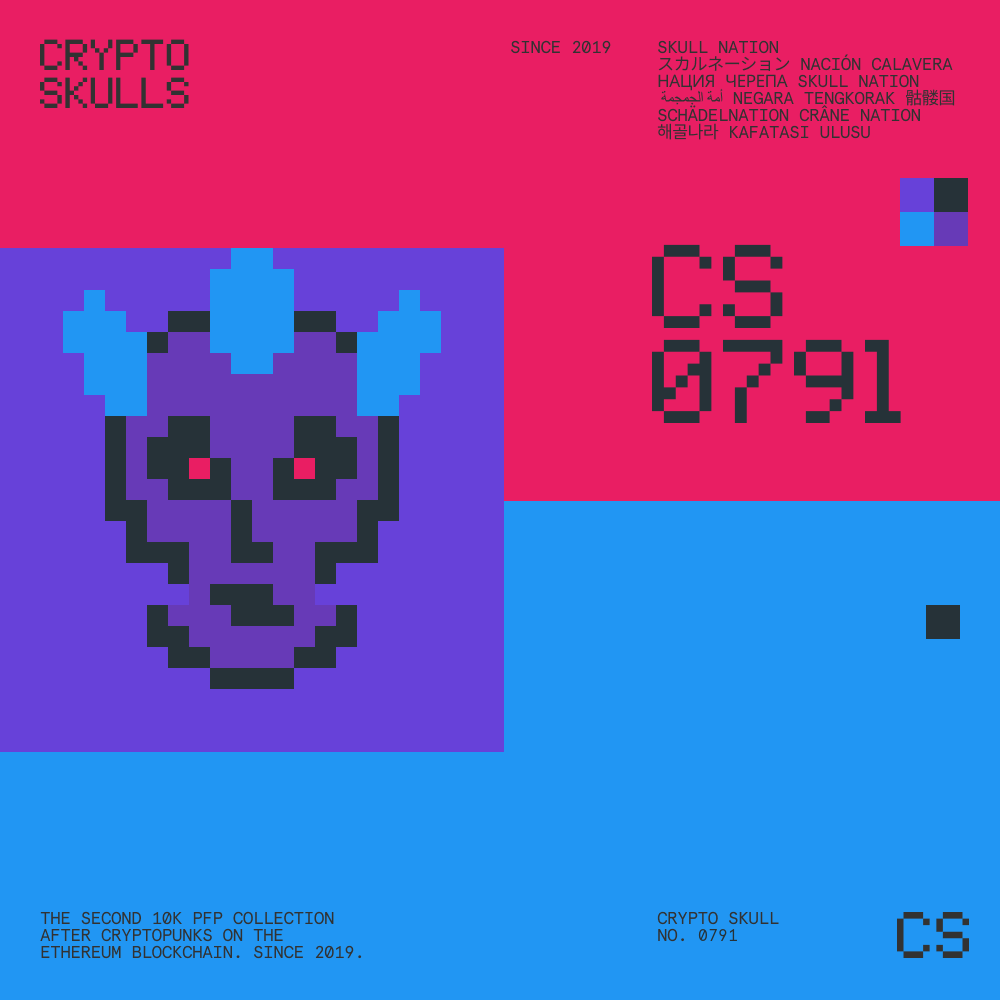 CRYPTO
SKULLS
SINCE 2019
SKULL NATION
スカルネーション NACIÓN CALAVERA
НАЦИЯ ЧЕРЕПА SKULL NATION
أمة الجمجمة NEGARA TENGKORAK 骷髅国
SCHÄDELNATION CRÂNE NATION
해골나라 KAFATASI ULUSU
CS
0791
THE SECOND 10K PFP COLLECTION
AFTER CRYPTOPUNKS ON THE
ETHEREUM BLOCKCHAIN. SINCE 2019.
CRYPTO SKULL
NO. 0791
CS